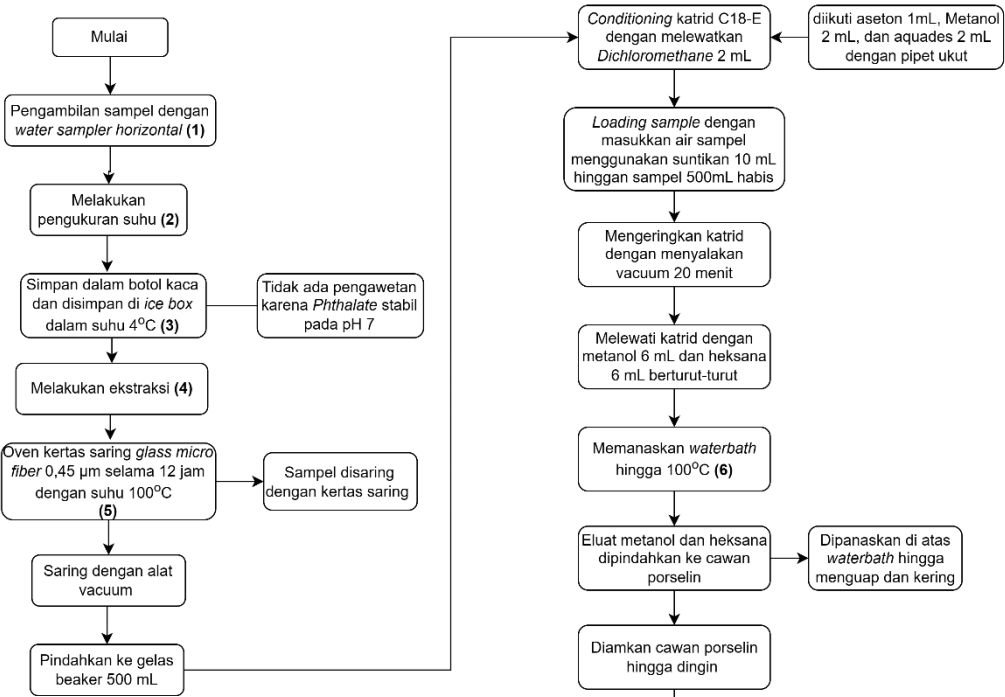 Mulai
Pengambilan sampel dengan
water sampler horizontal (1)
Melakukan
pengukuran suhu (2)
Simpan dalam botol kaca
dan disimpan di ice box
dalam suhu 4°C (3)
Tidak ada pengawetan
karena Phthalate stabil
pada pH 7
Melakukan ekstraksi (4)
Oven kertas saring glass micro
fiber 0,45 µm selama 12 jam
dengan suhu 100°C
(5)
Sampel disaring
dengan kertas saring
Saring dengan alat
vacuum
Pindahkan ke gelas
beaker 500 mL
Conditioning katrid C18-E
dengan melewatkan
Dichloromethane 2 mL
diikuti aseton 1mL, Metanol
2 mL, dan aquades 2 mL
dengan pipet ukut
Loading sample dengan
masukkan air sampel
menggunakan suntikan 10 mL
hinggan sampel 500mL habis
Mengeringkan katrid
dengan menyalakan
vacuum 20 menit
Melewati katrid dengan
metanol 6 mL dan heksana
6 mL berturut-turut
Memanaskan waterbath
hingga 100°C (6)
Eluat metanol dan heksana
dipindahkan ke cawan
porselin
Dipanaskan di atas
waterbath hingga
menguap dan kering
Diamkan cawan porselin
hingga dingin